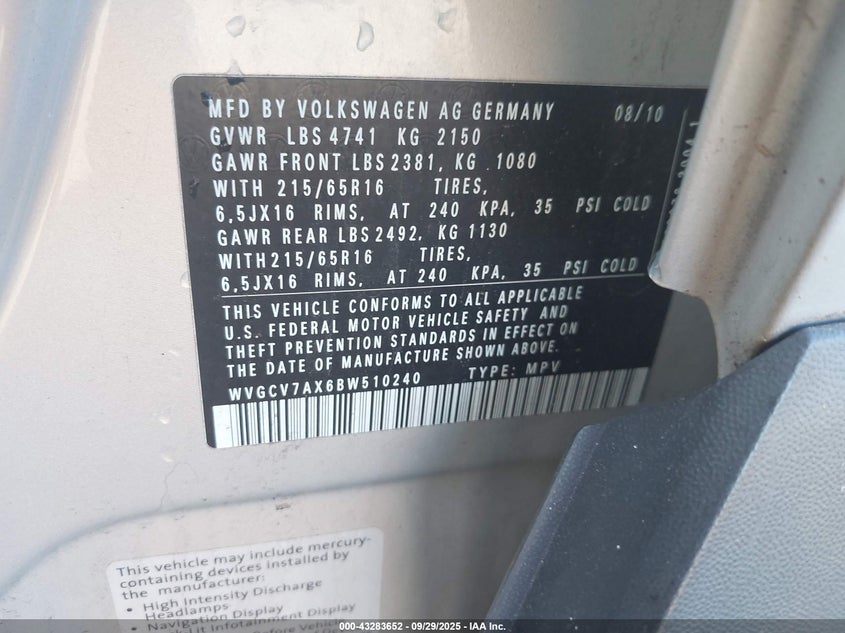 MFD BY VOLKSWAGEN AG GERMANY 08/10
GVWR LBS 4741 KG 2150
GAWR FRONT LBS 2381, KG 1080
WITH 215/65R16 TIRES,
6,5JX16 RIMS, AT 240 KPA, 35 PSI COLD
GAWR REAR LBS 2492, KG 1130
WITH 215/65R16 TIRES,
6,5JX16 RIMS, AT 240 KPA, 35 PSI COLD
THIS VEHICLE CONFORMS TO ALL APPLICABLE
U.S. FEDERAL MOTOR VEHICLE SAFETY AND
THEFT PREVENTION STANDARDS IN EFFECT ON
THE DATE OF MANUFACTURE SHOWN ABOVE.
WVGCV7AX6BW510240 TYPE: MPV
This vehicle may include mercury-
containing devices installed by
the manufacturer:
• High Intensity Discharge
Headlamps
• Navigation Display
Infotainment Display
000-43283652 - 09/29/2025 - IAA Inc.